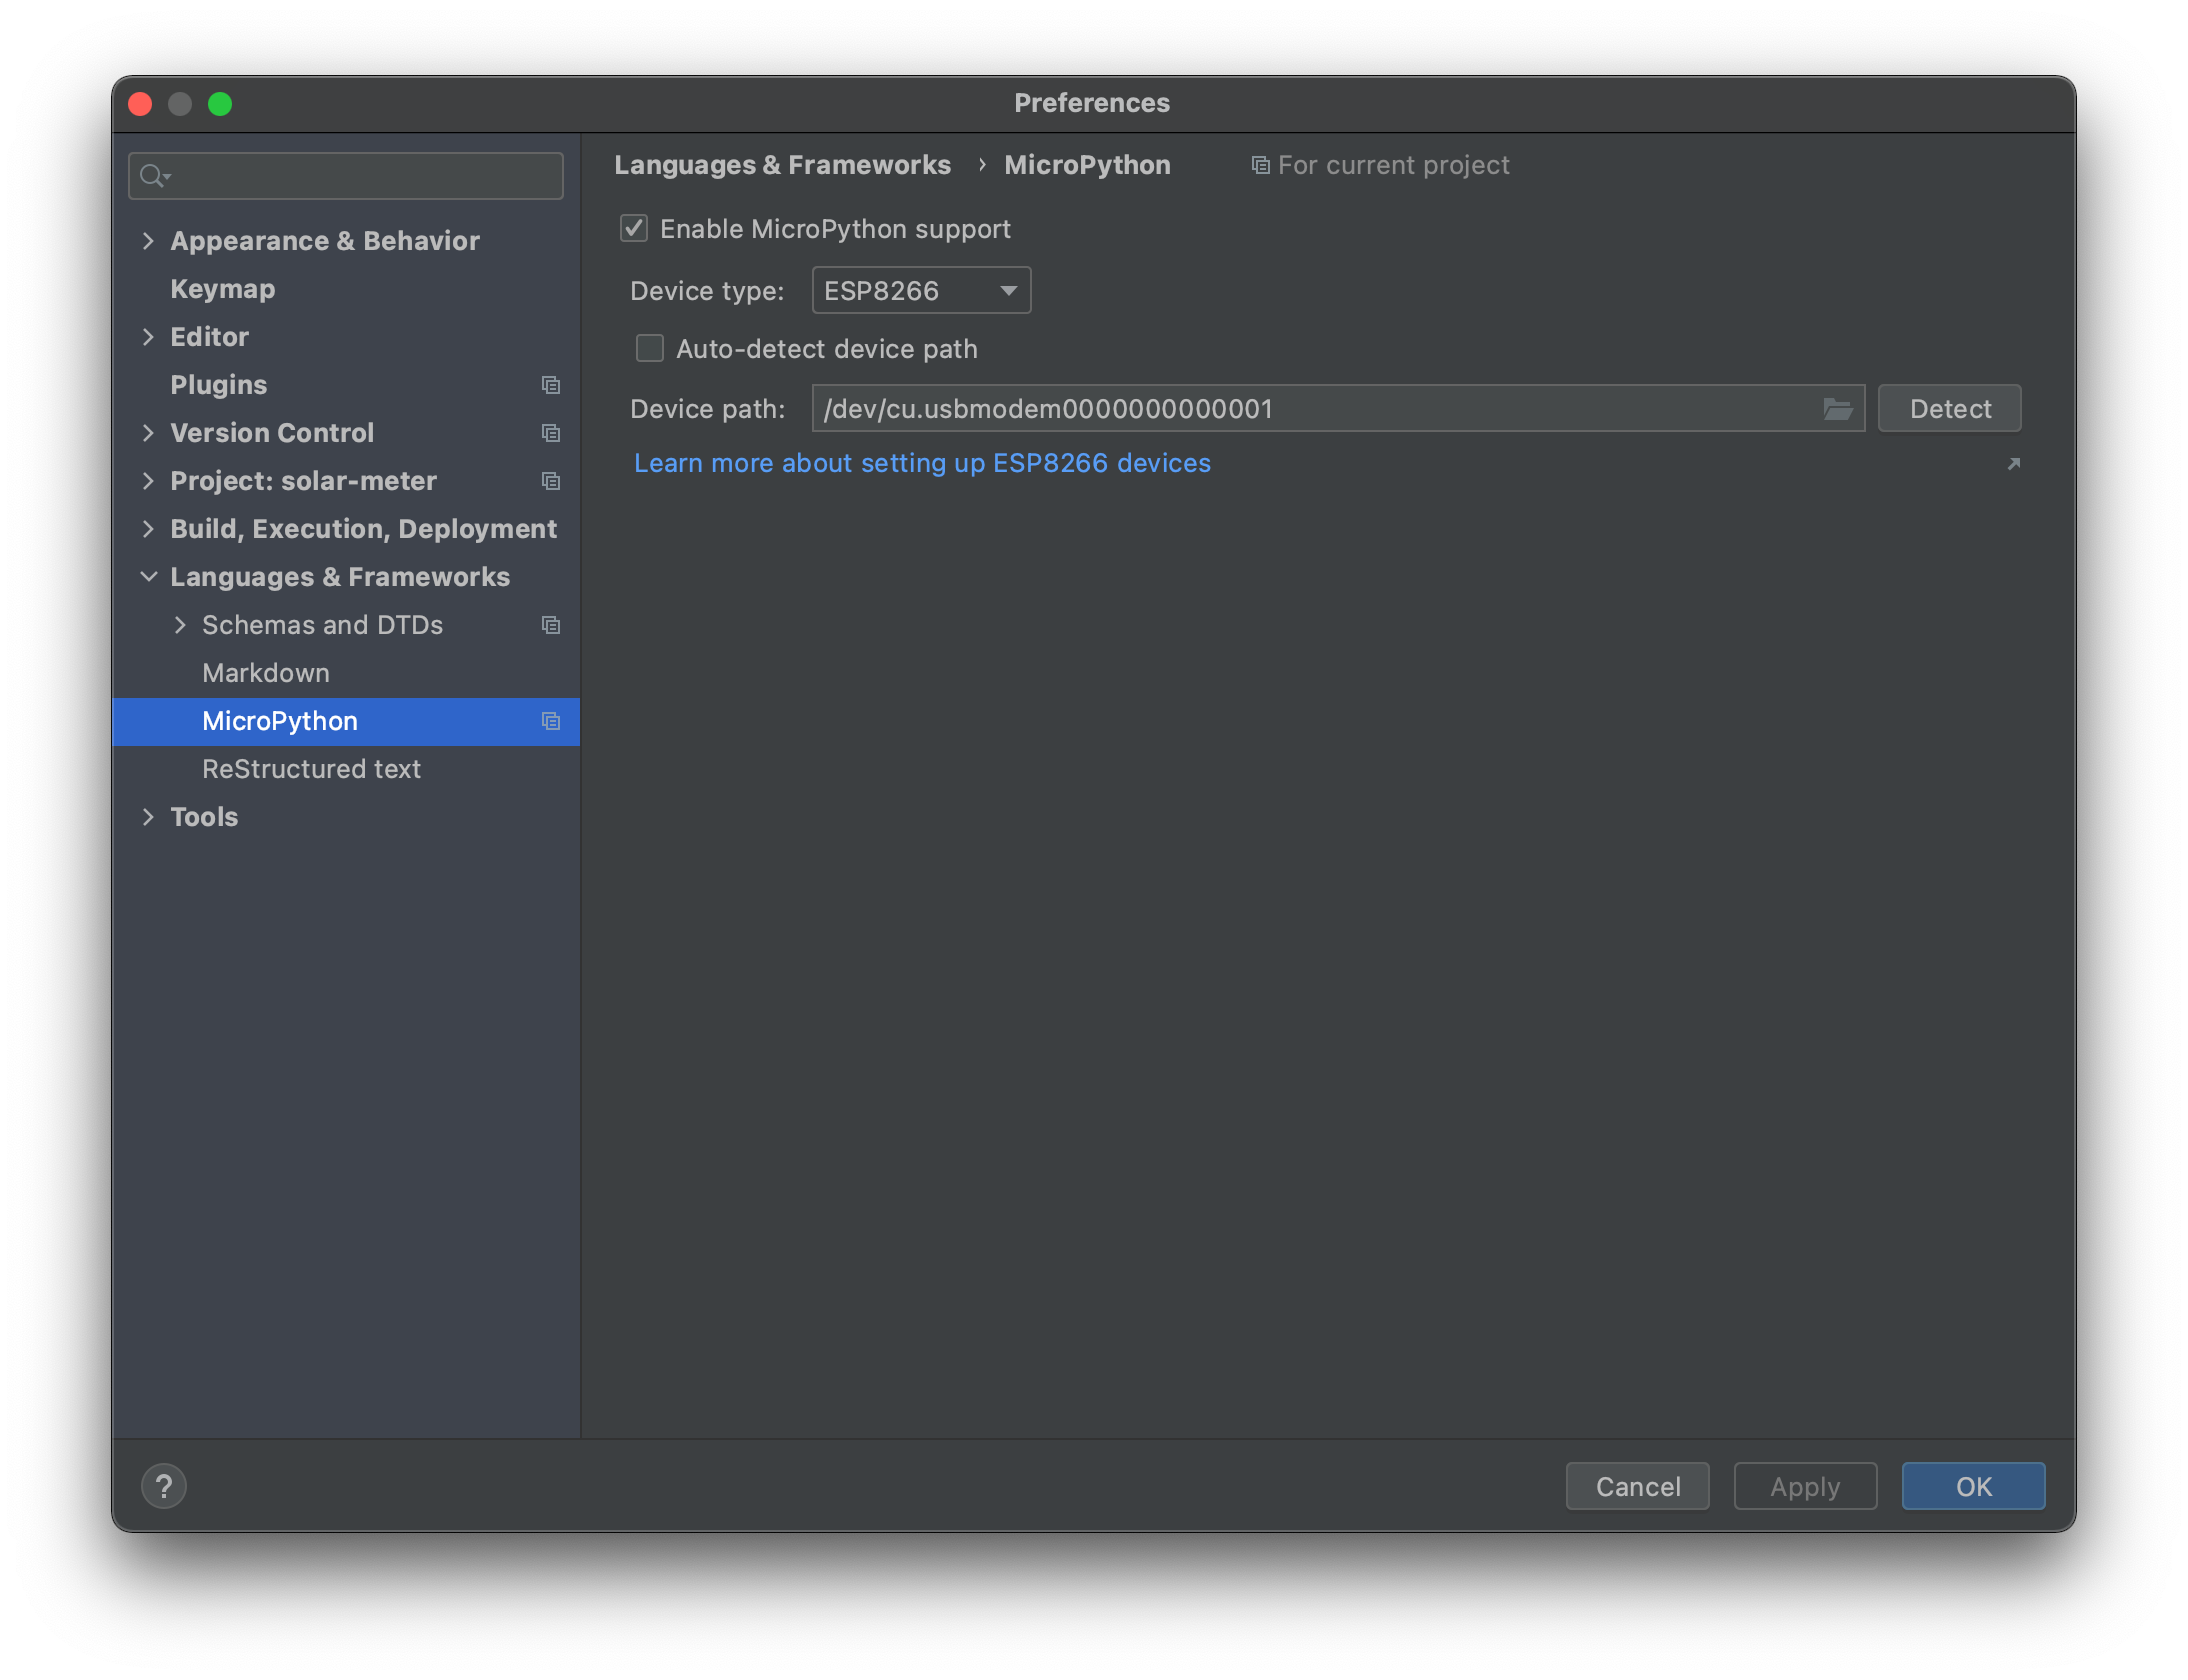 Preferences
Appearance & Behavior
Keymap
Editor
Plugins
Version Control
Project: solar-meter
Build, Execution, Deployment
Languages & Frameworks
Schemas and DTDs
Markdown
MicroPython
ReStructured text
Tools
Languages & Frameworks › MicroPython For current project
Enable MicroPython support
Device type: ESP8266
Auto-detect device path
Device path: /dev/cu.usbmodem0000000000001 Detect
Learn more about setting up ESP8266 devices
? Cancel Apply OK